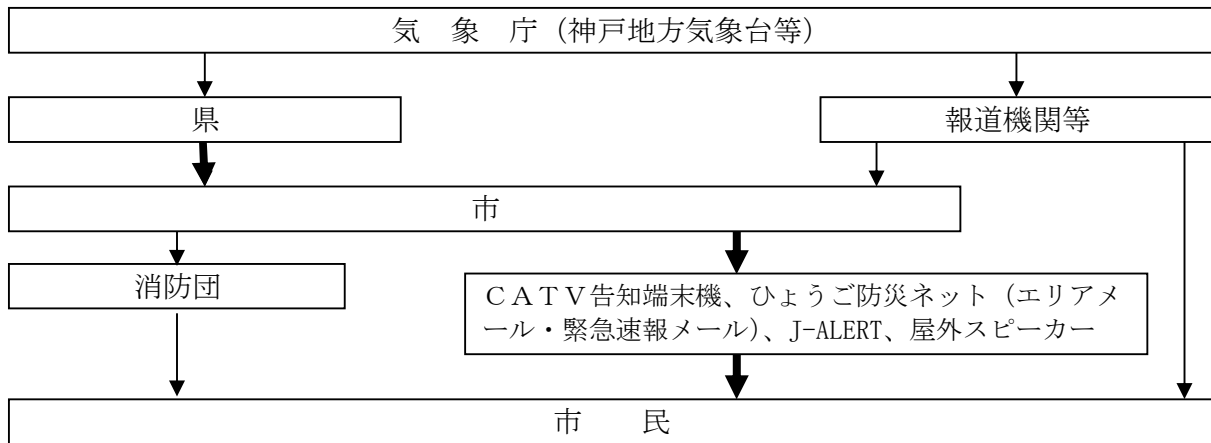 気 象 庁（神戸地方気象台等）
県
報道機関等
市
消防団
ＣＡＴＶ告知端末機、ひょうご防災ネット（エリアメ
ール・緊急速報メール）、J-ALERT、屋外スピーカー
市 民